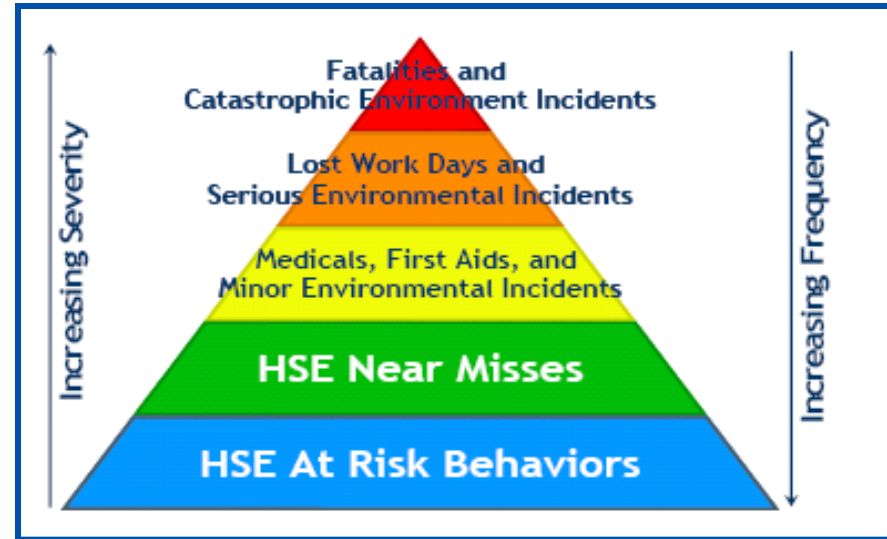 Fatalities and
Catastrophic Environment Incidents
Lost Work Days and
Serious Environmental Incidents
Medicals, First Aids, and
Minor Environmental Incidents
HSE Near Misses
HSE At Risk Behaviors
Increasing Severity
Increasing Frequency